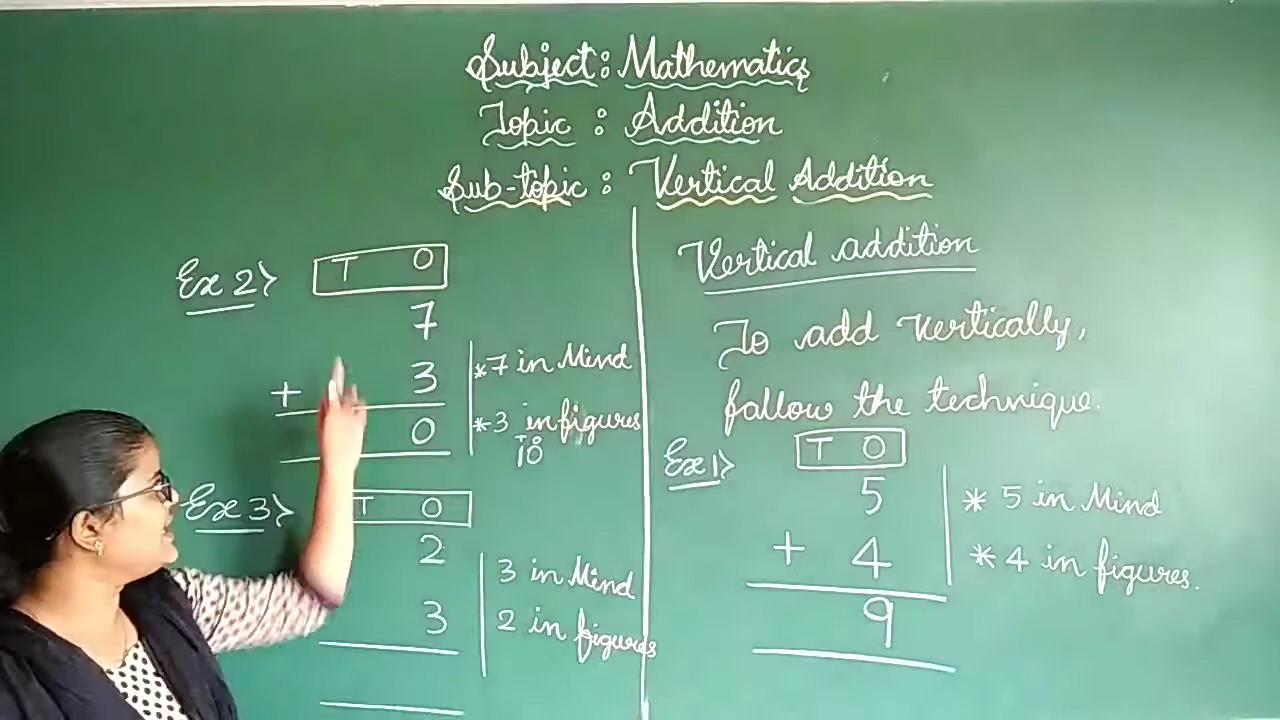 Subject: Mathematics
Topic : Addition
Sub-topic : Vertical Addition
Ex 2>
T O
7
+ 3
0
*7 in Mind
*3 in figures
T O
10
Ex 3>
T O
2
3
3 in Mind
2 in figures
Vertical addition
To add vertically,
follow the technique.
Ex 1>
T O
5
+ 4
9
* 5 in Mind
* 4 in figures.